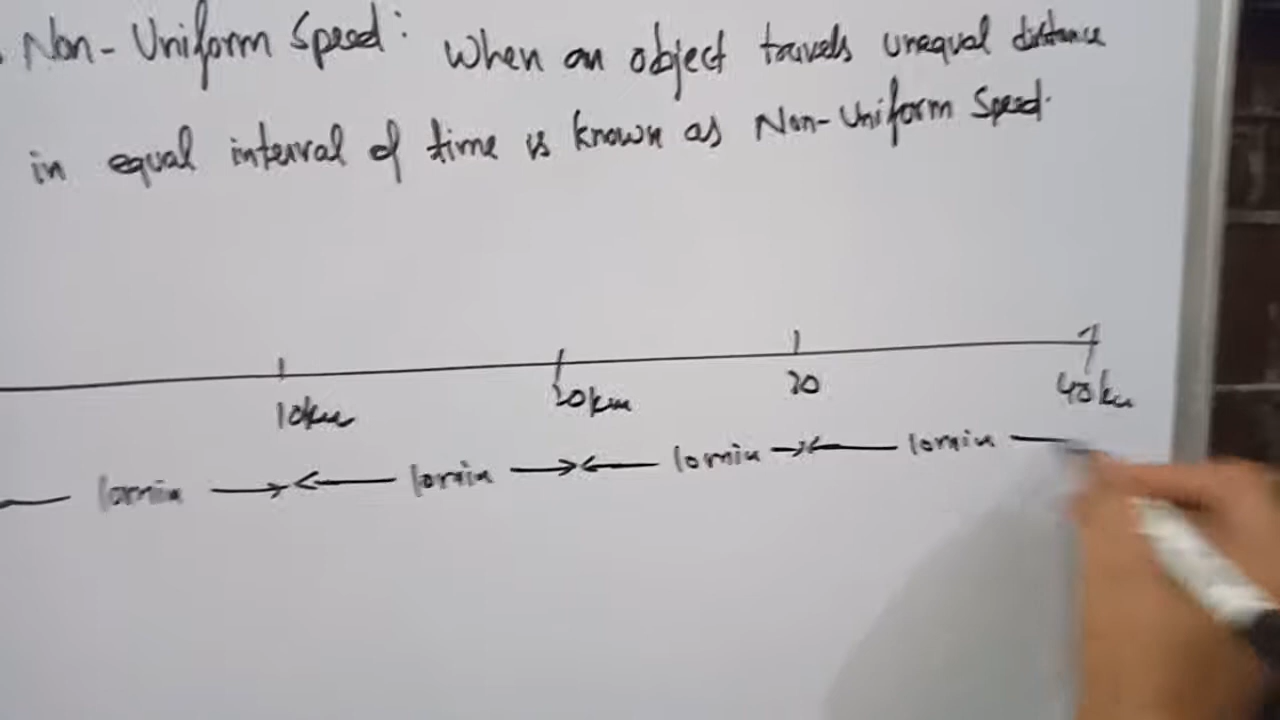 Non-Uniform Speed: When an object travels unequal distance
in equal interval of time is known as Non-Uniform Speed.
10km 20km 40km
10min 10min 10min 10min